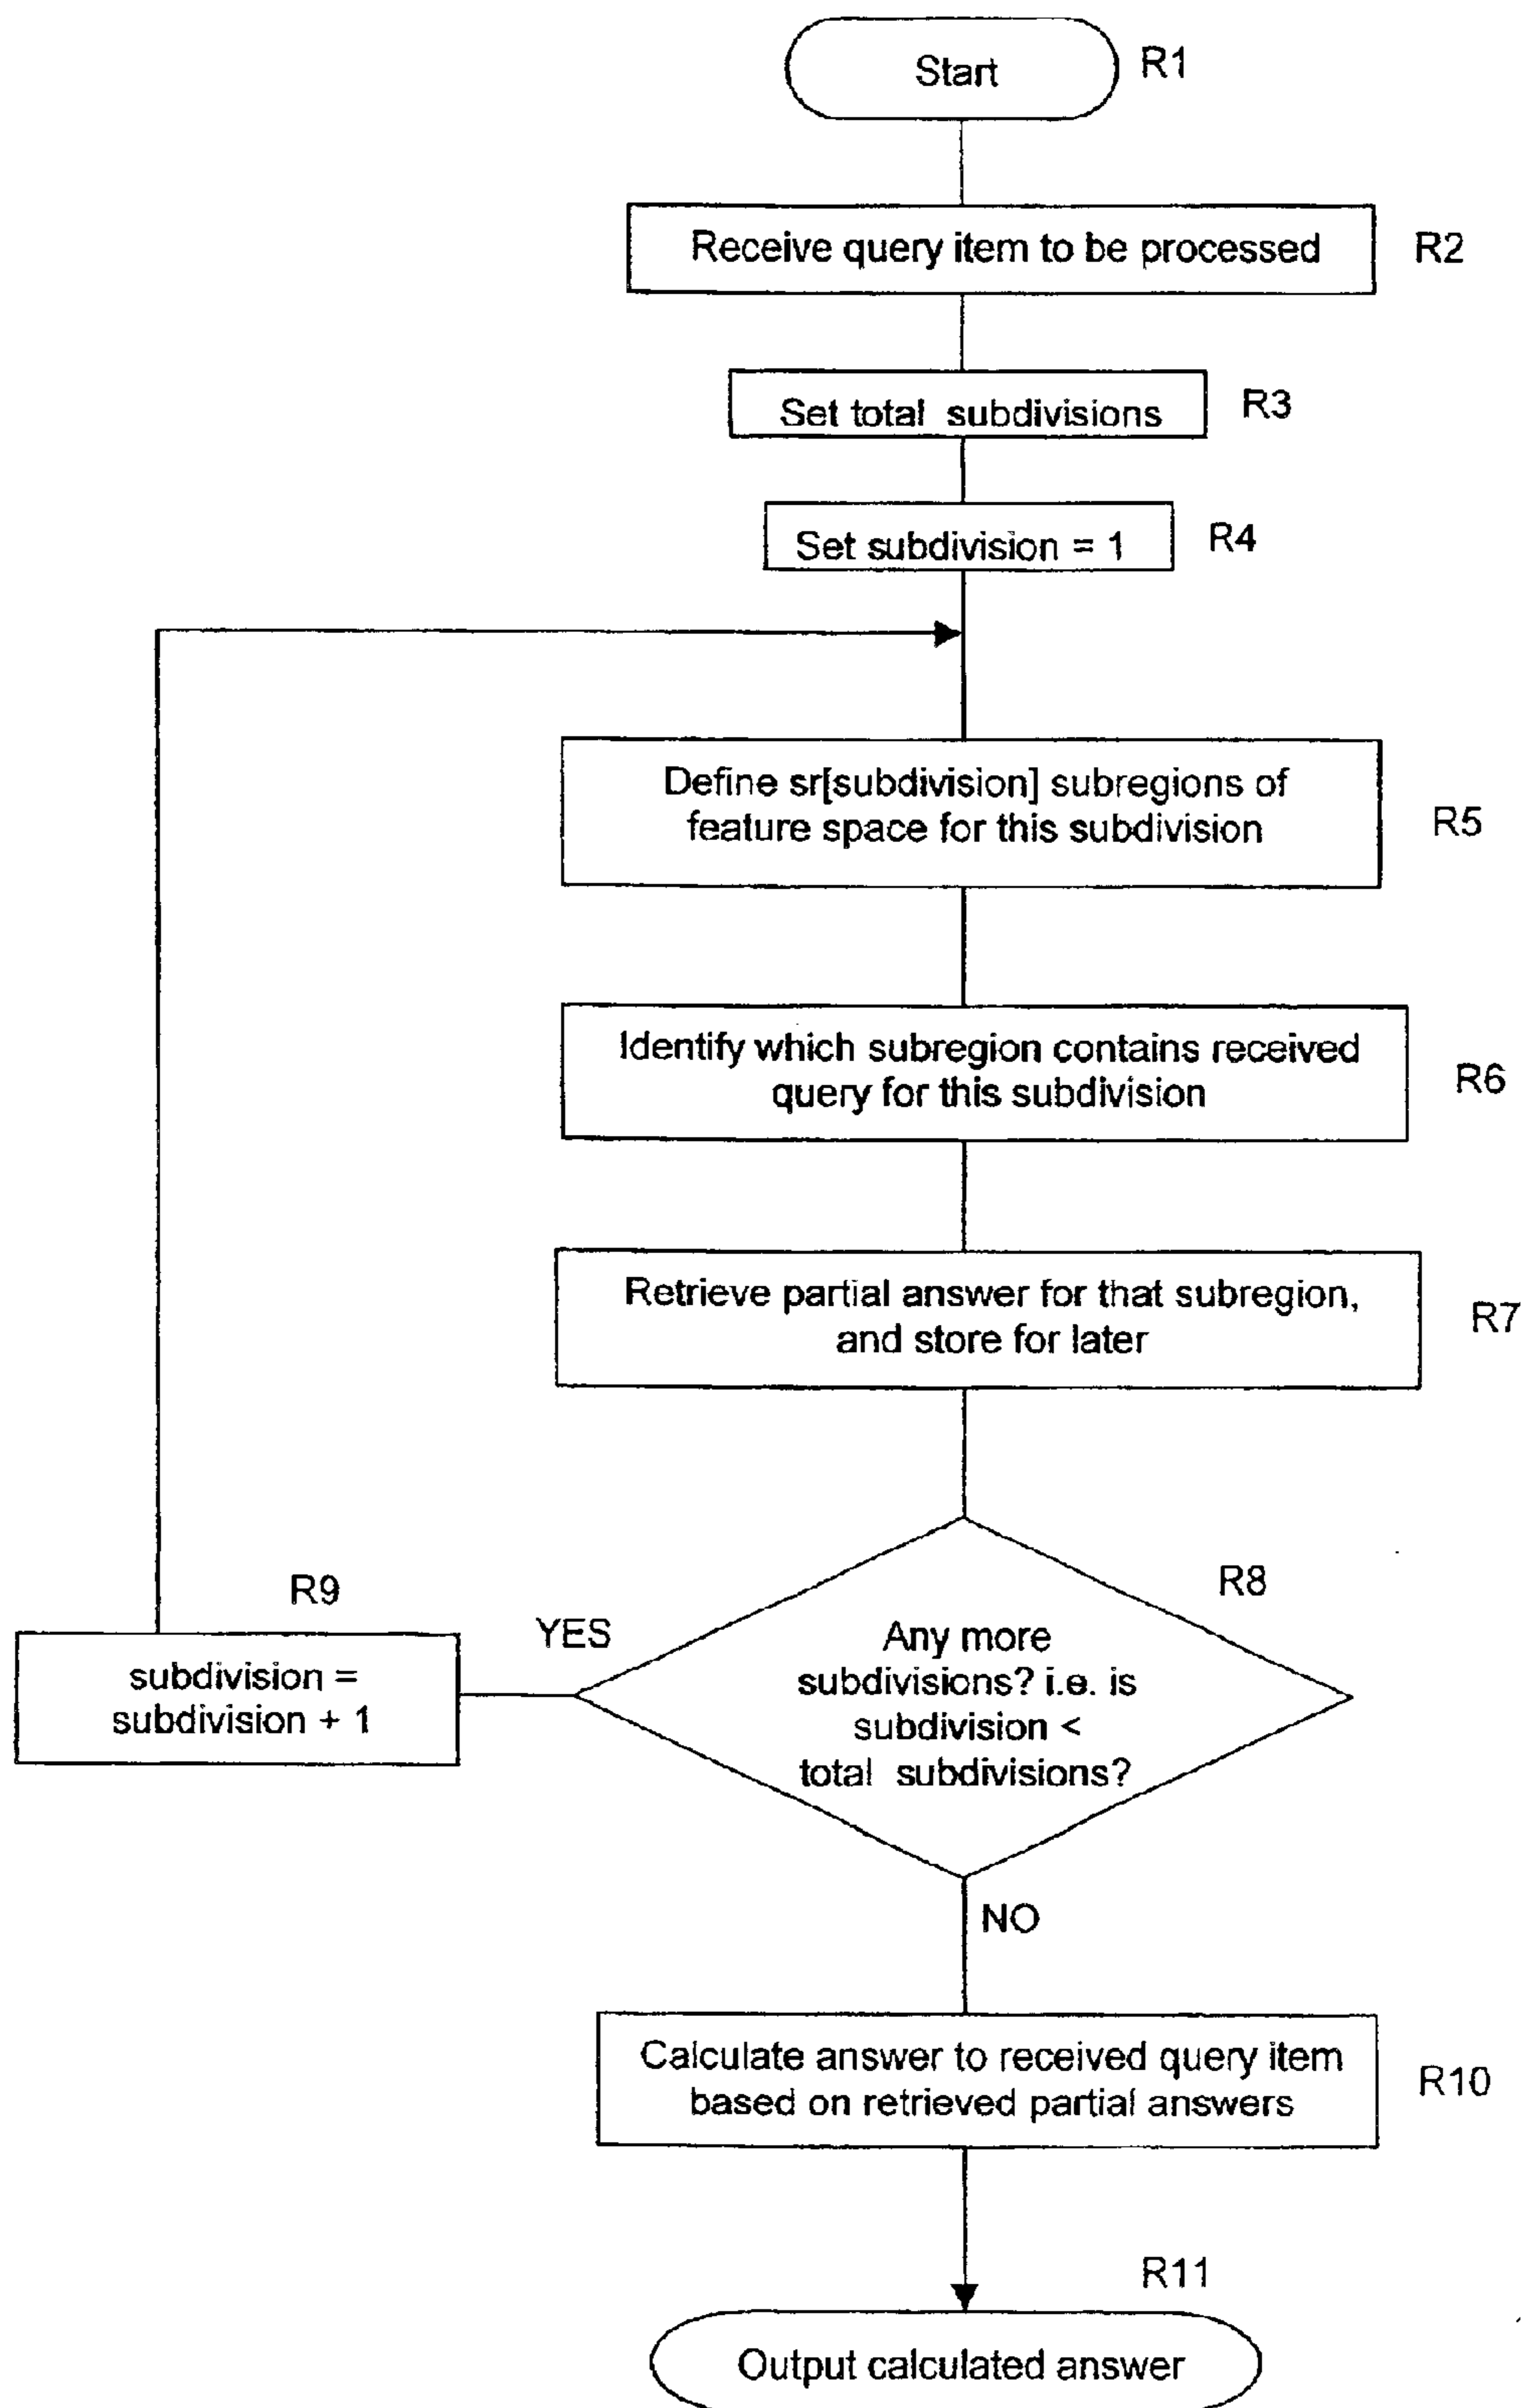 Start R1
Receive query item to be processed R2
Set total subdivisions R3
Set subdivision = 1 R4
Define sr[subdivision] subregions of
feature space for this subdivision
R5
Identify which subregion contains received
query for this subdivision
R6
Retrieve partial answer for that subregion,
and store for later
R7
R8
Any more
subdivisions? i.e. is
subdivision <
total subdivisions?
YES
R9
subdivision =
subdivision + 1
NO
Calculate answer to received query item
based on retrieved partial answers
R10
R11
Output calculated answer